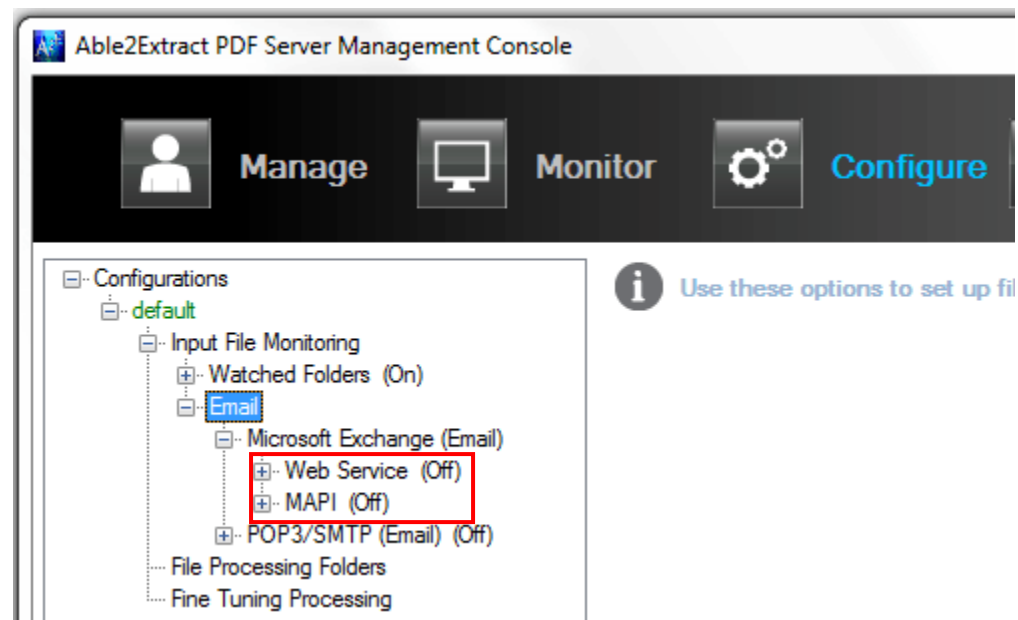 Able2Extract PDF Server Management Console
Manage Monitor Configure
Configurations
Use these options to set up fil
default
Input File Monitoring
Watched Folders (On)
Email
Microsoft Exchange (Email)
Web Service (Off)
MAPI (Off)
POP3/SMTP (Email) (Off)
File Processing Folders
Fine Tuning Processing